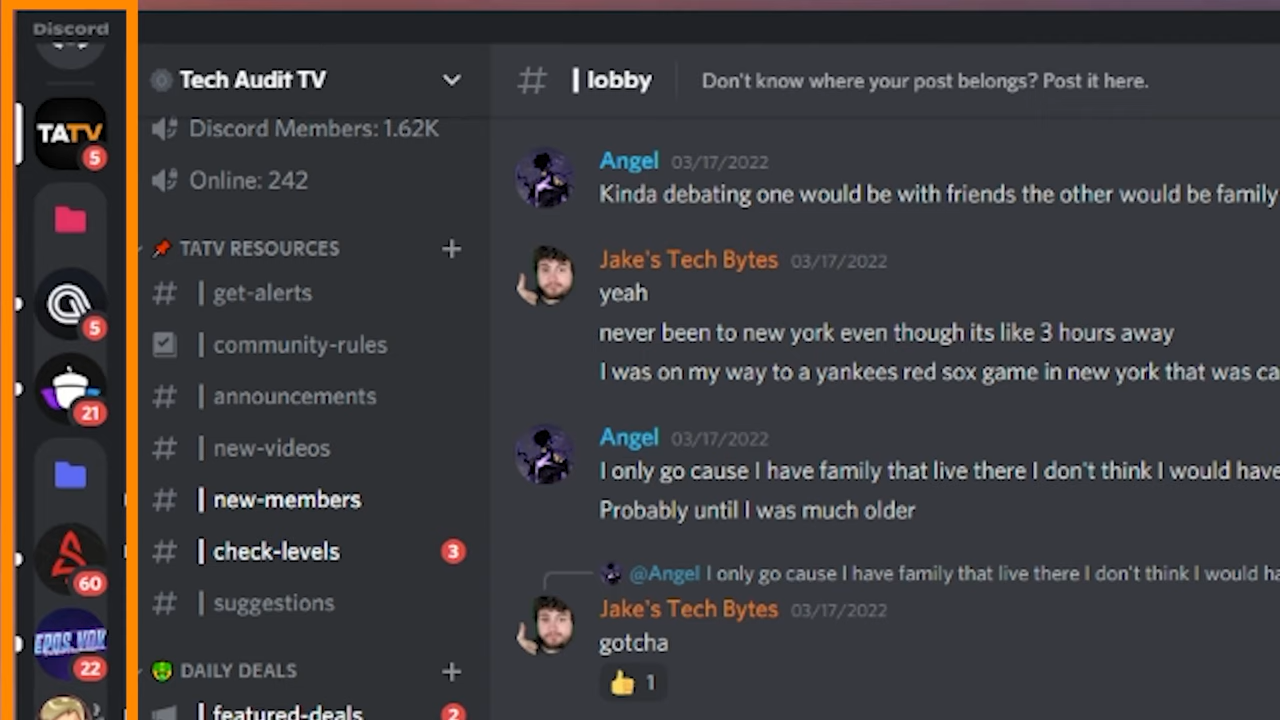 Discord
TATV
5
5
21
60
EPOS.VOX
22
Tech Audit TV
Discord Members: 1.62K
Online: 242
TATV RESOURCES
# | get-alerts
| community-rules
# | announcements
# | new-videos
# | new-members
# | check-levels 3
# | suggestions
DAILY DEALS
| featured-deals 2
# | lobby Don't know where your post belongs? Post it here.
Angel 03/17/2022
Kinda debating one would be with friends the other would be family
Jake's Tech Bytes 03/17/2022
yeah
never been to new york even though its like 3 hours away
I was on my way to a yankees red sox game in new york that was ca
Angel 03/17/2022
I only go cause I have family that live there I don't think I would have
Probably until I was much older
@Angel I only go cause I have family that live there I don't think I would ha
Jake's Tech Bytes 03/17/2022
gotcha
1